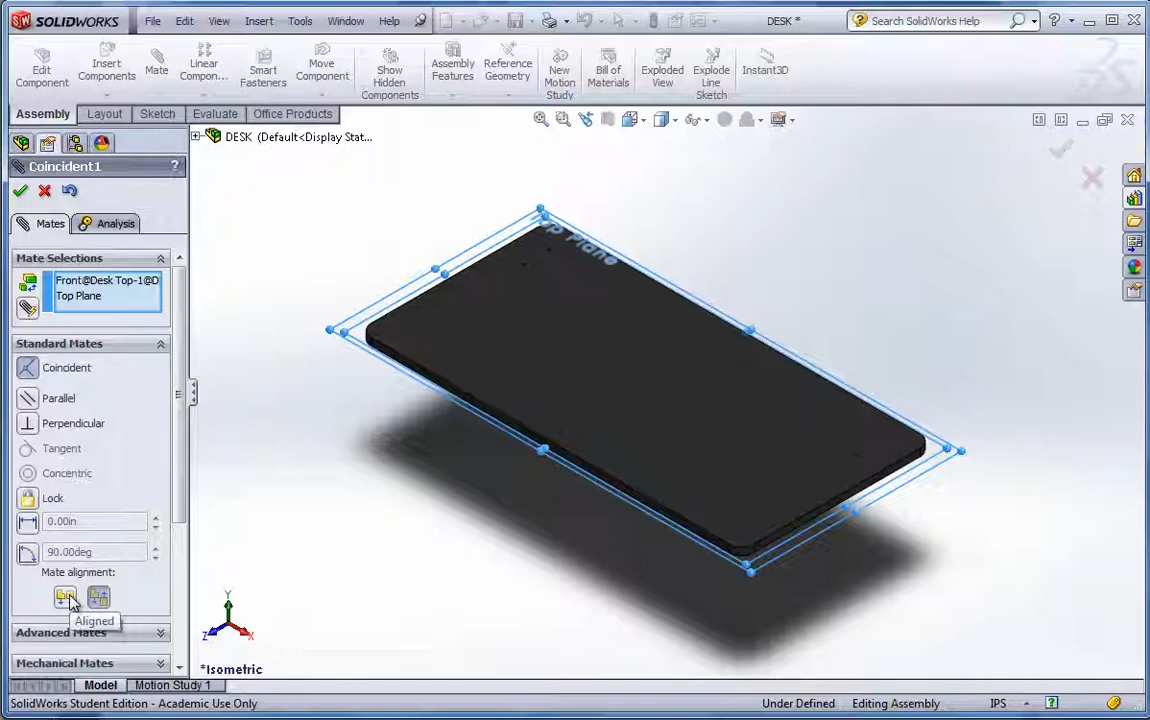 SW SOLIDWORKS File Edit View Insert Tools Window Help DESK * Search SolidWorks Help ?
Edit Component
Insert Components
Mate
Linear Compon...
Smart Fasteners
Move Component
Show Hidden Components
Assembly Features
Reference Geometry
New Motion Study
Bill of Materials
Exploded View
Explode Line Sketch
Instant3D
Assembly Layout Sketch Evaluate Office Products
DESK (Default<Display Stat...
Coincident1 ?
Mates Analysis
Mate Selections
Front@Desk Top-1@D
Top Plane
Top Plane
Standard Mates
Coincident
Parallel
Perpendicular
Tangent
Concentric
Lock
0.00in
90.00deg
Mate alignment:
Aligned
Advanced Mates
Mechanical Mates
Y
Z X
*Isometric
Model Motion Study 1
SolidWorks Student Edition - Academic Use Only Under Defined Editing Assembly IPS ?